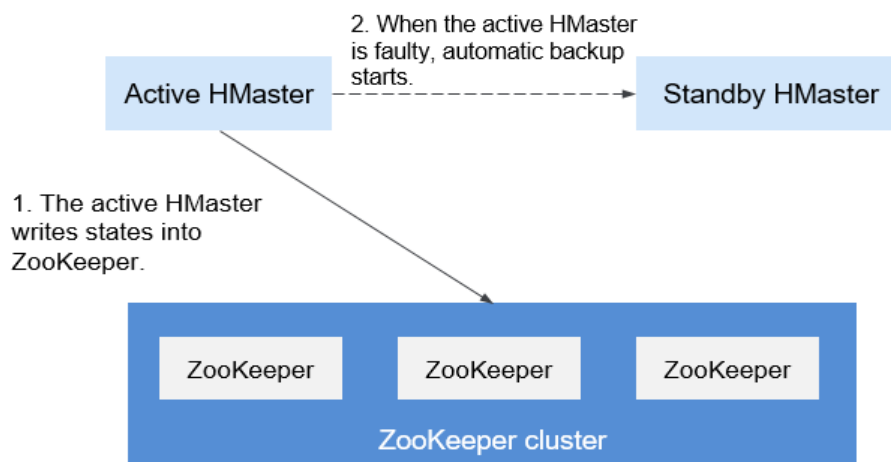 2. When the active HMaster
is faulty, automatic backup
starts.
Active HMaster
Standby HMaster
1. The active HMaster
writes states into
ZooKeeper.
ZooKeeper
ZooKeeper
ZooKeeper
ZooKeeper cluster